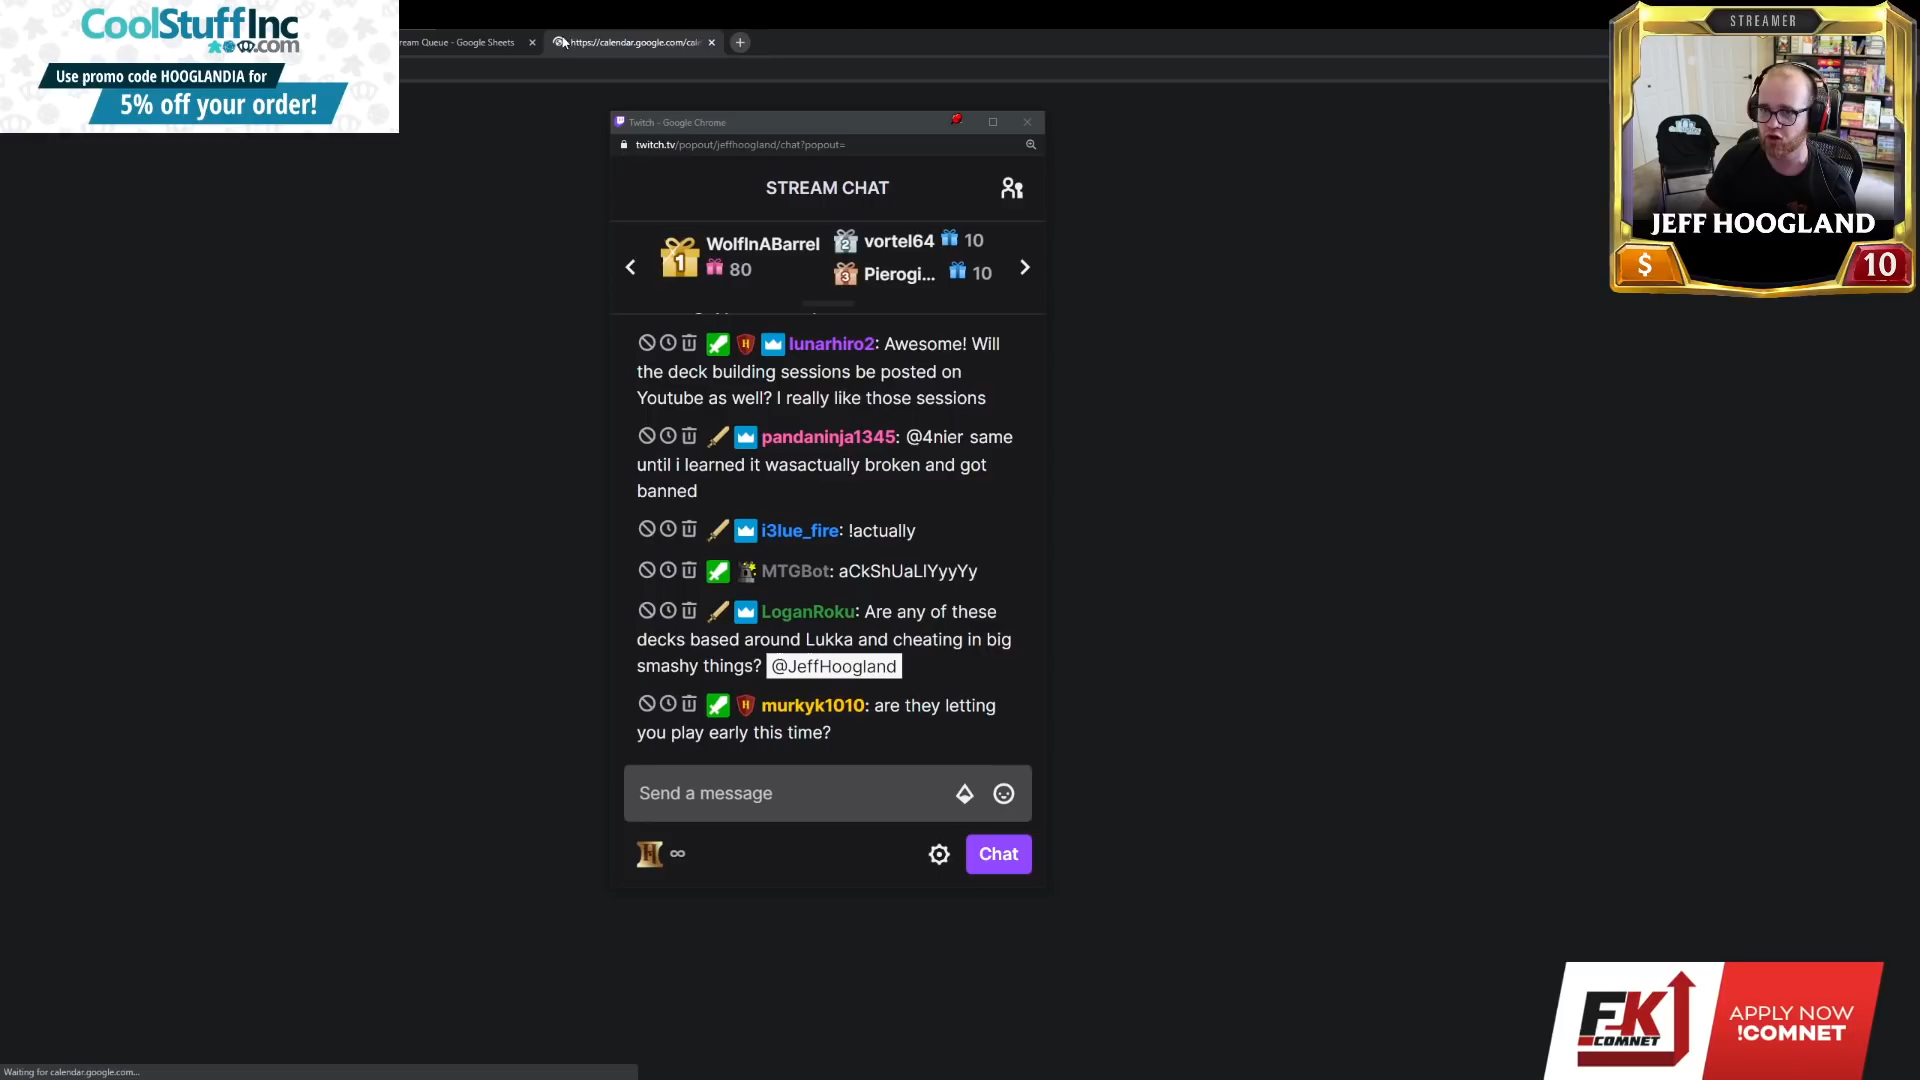 CoolStuffInc
.com
Use promo code HOOGLANDIA for
5% off your order!
ream Queue - Google Sheets
https://calendar.google.com/cal
STREAMER
JEFF HOOGLAND
$
10
Twitch - Google Chrome
twitch.tv/popout/jeffhoogland/chat?popout=
STREAM CHAT
1 WolfInABarrel
80
2 vortel64 10
3 Pierogi... 10
lunarhiro2: Awesome! Will
the deck building sessions be posted on
Youtube as well? I really like those sessions
pandaninja1345: @4nier same
until i learned it wasactually broken and got
banned
i3lue_fire: !actually
MTGBot: aCkShUaLlYyyYy
LoganRoku: Are any of these
decks based around Lukka and cheating in big
smashy things? @JeffHoogland
murkyk1010: are they letting
you play early this time?
Send a message
H ∞
Chat
F2K
.COMNET
APPLY NOW
!COMNET
Waiting for calendar.google.com...